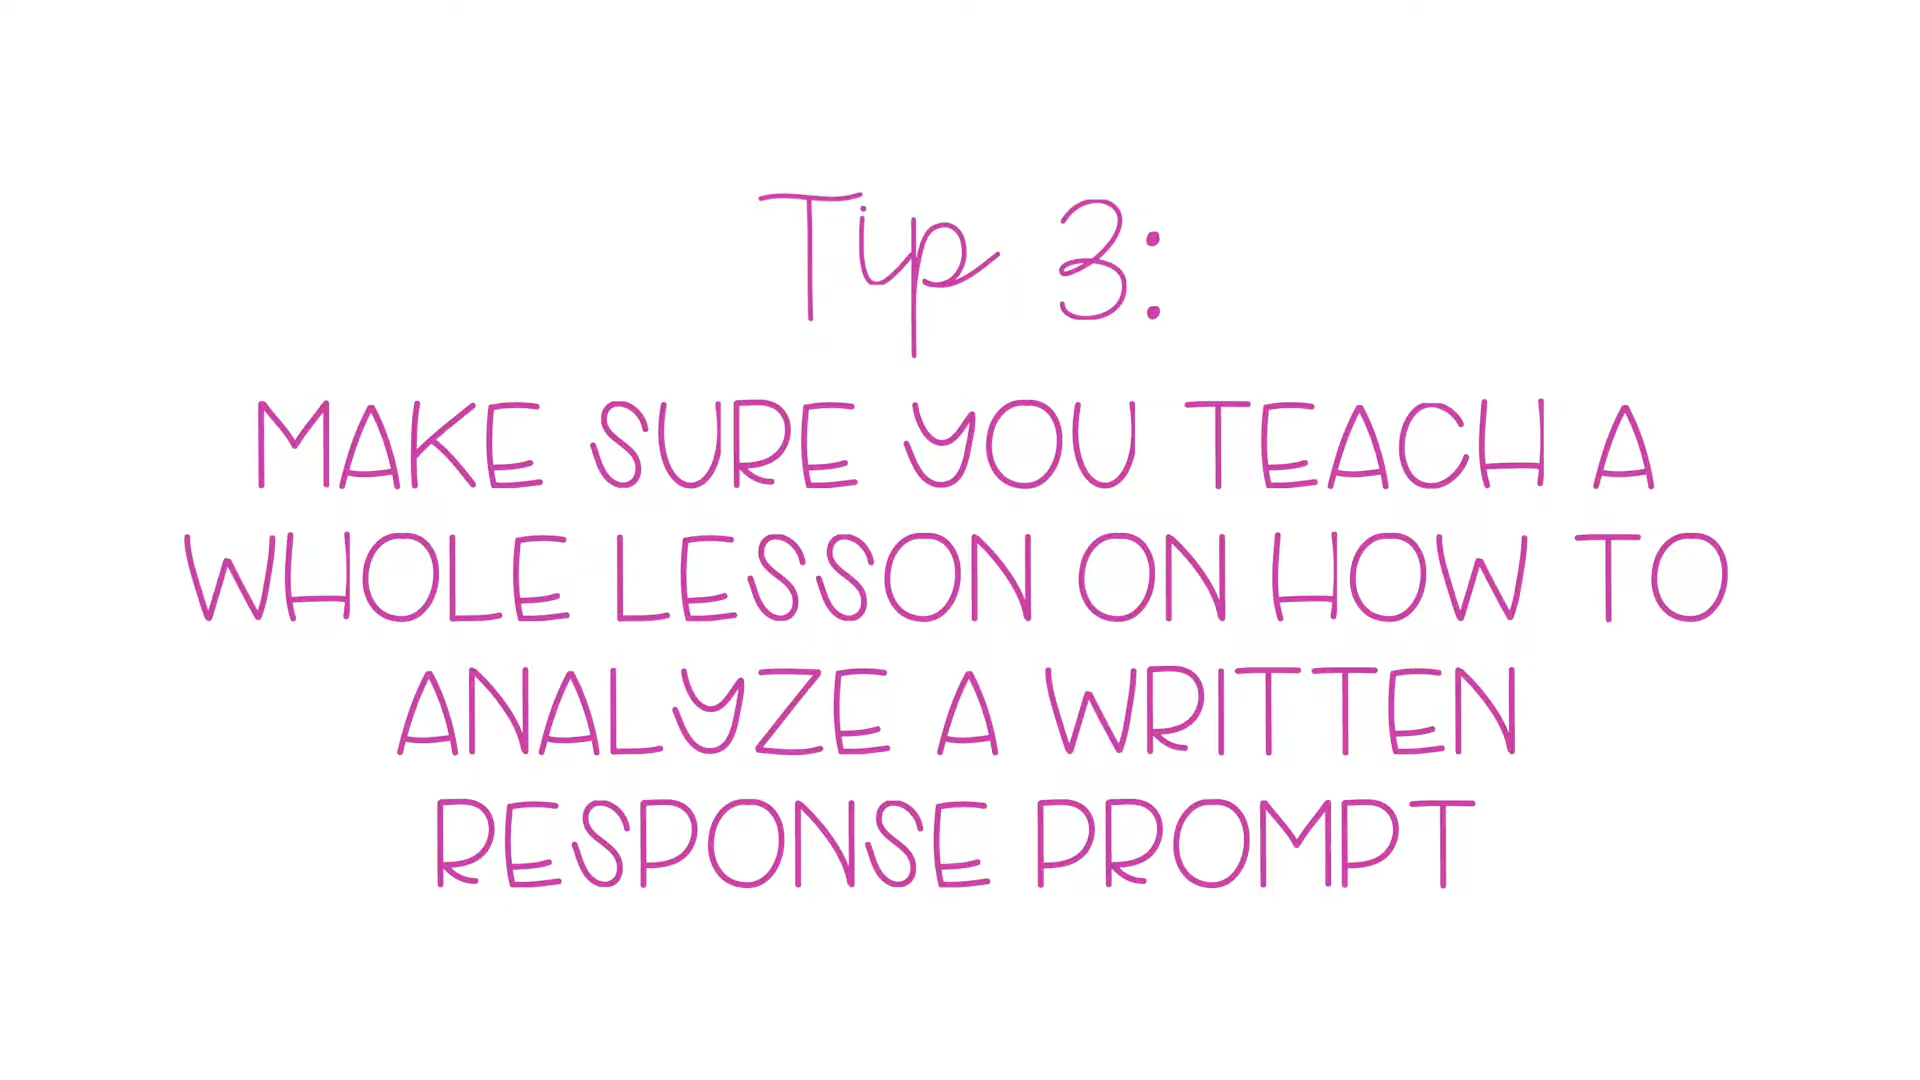 Tip 3:
MAKE SURE YOU TEACH A
WHOLE LESSON ON HOW TO
ANALYZE A WRITTEN
RESPONSE PROMPT